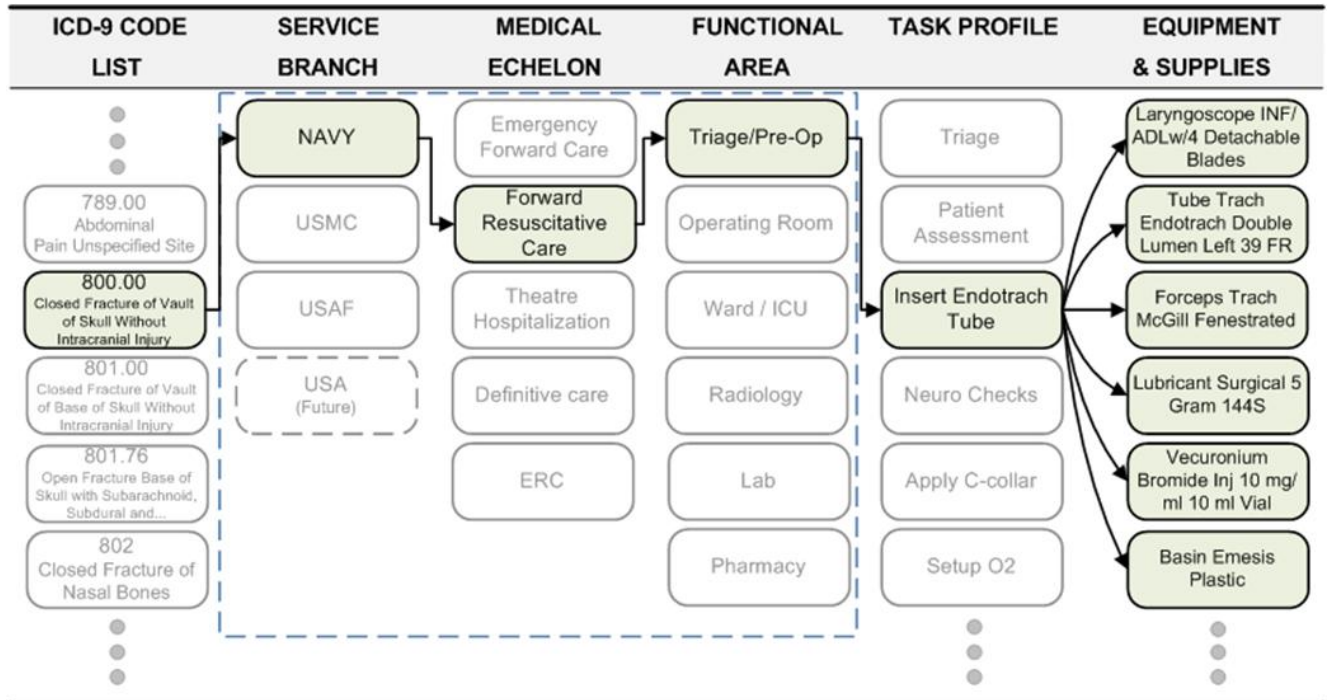 ICD-9 CODE
LIST
SERVICE
BRANCH
MEDICAL
ECHELON
FUNCTIONAL
AREA
TASK PROFILE
EQUIPMENT
& SUPPLIES
789.00
Abdominal
Pain Unspecified Site
800.00
Closed Fracture of Vault
of Skull Without
Intracranial Injury
801.00
Closed Fracture of Vault
of Base of Skull Without
Intracranial Injury
801.76
Open Fracture Base of
Skull with Subarachnoid,
Subdural and...
802
Closed Fracture of
Nasal Bones
NAVY
USMC
USAF
USA
(Future)
Emergency
Forward Care
Forward
Resuscitative
Care
Theatre
Hospitalization
Definitive care
ERC
Triage/Pre-Op
Operating Room
Ward / ICU
Radiology
Lab
Pharmacy
Triage
Patient
Assessment
Insert Endotrach
Tube
Neuro Checks
Apply C-collar
Setup O2
Laryngoscope INF/
ADLw/4 Detachable
Blades
Tube Trach
Endotrach Double
Lumen Left 39 FR
Forceps Trach
McGill Fenestrated
Lubricant Surgical 5
Gram 144S
Vecuronium
Bromide Inj 10 mg/
ml 10 ml Vial
Basin Emesis
Plastic